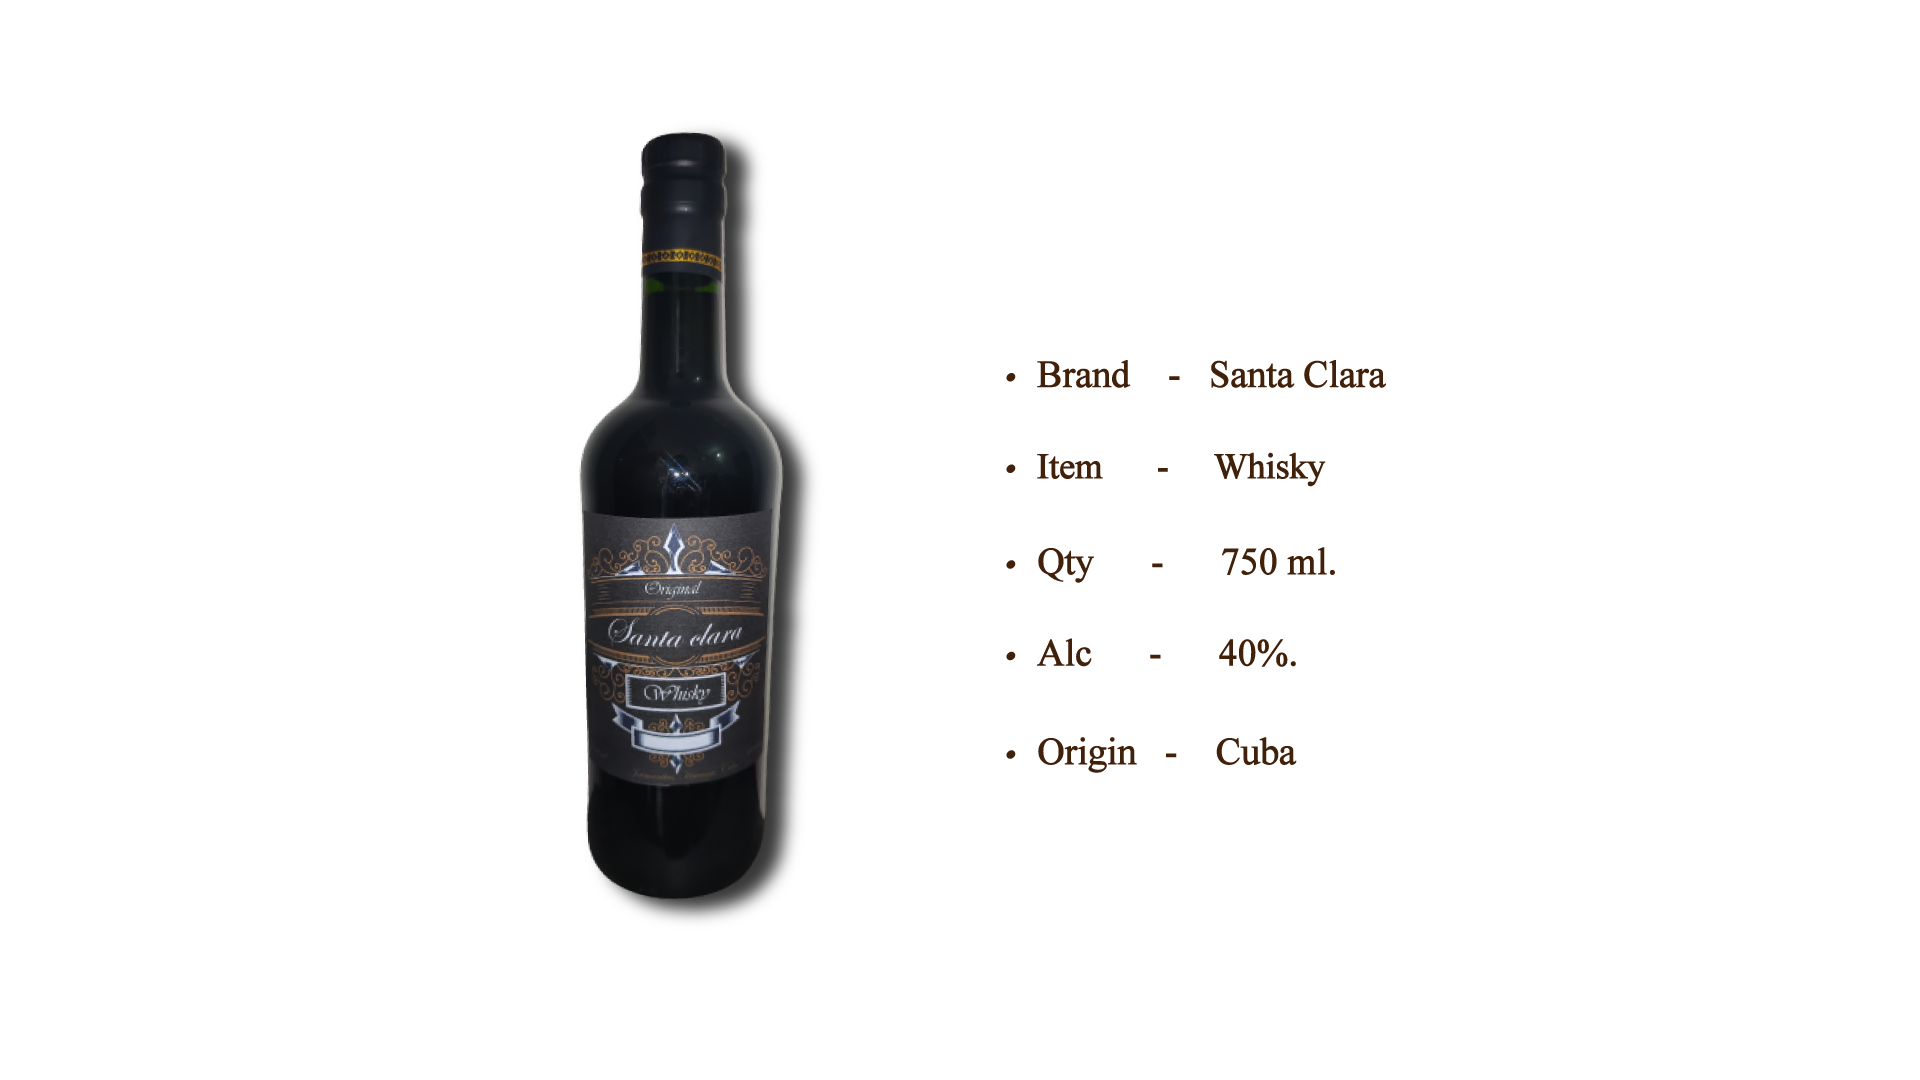 Original
Santa clara
Whisky
• Brand - Santa Clara
• Item - Whisky
• Qty - 750 ml.
• Alc - 40%.
• Origin - Cuba